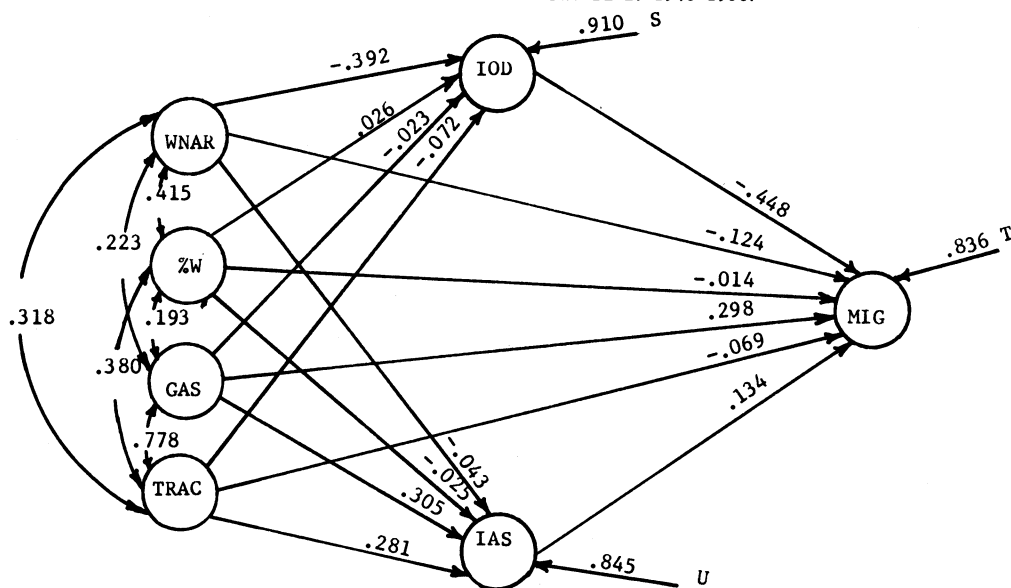 .910 S
-.392
IOD
.026
-.023
-.072
WNAR
.415
-.448
.223
-.124
.836 T
%W
-.014
.193
.298
MIG
.318
.380
-.069
GAS
.134
.778
-.043
TRAC
-.025
.305
.281
IAS
.845 U